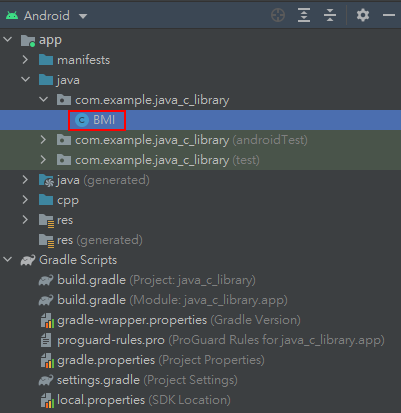 Android
app
manifests
java
com.example.java_c_library
C BMI
com.example.java_c_library (androidTest)
com.example.java_c_library (test)
java (generated)
cpp
res
res (generated)
Gradle Scripts
build.gradle (Project: java_c_library)
build.gradle (Module: java_c_library.app)
gradle-wrapper.properties (Gradle Version)
proguard-rules.pro (ProGuard Rules for java_c_library.app)
gradle.properties (Project Properties)
settings.gradle (Project Settings)
local.properties (SDK Location)